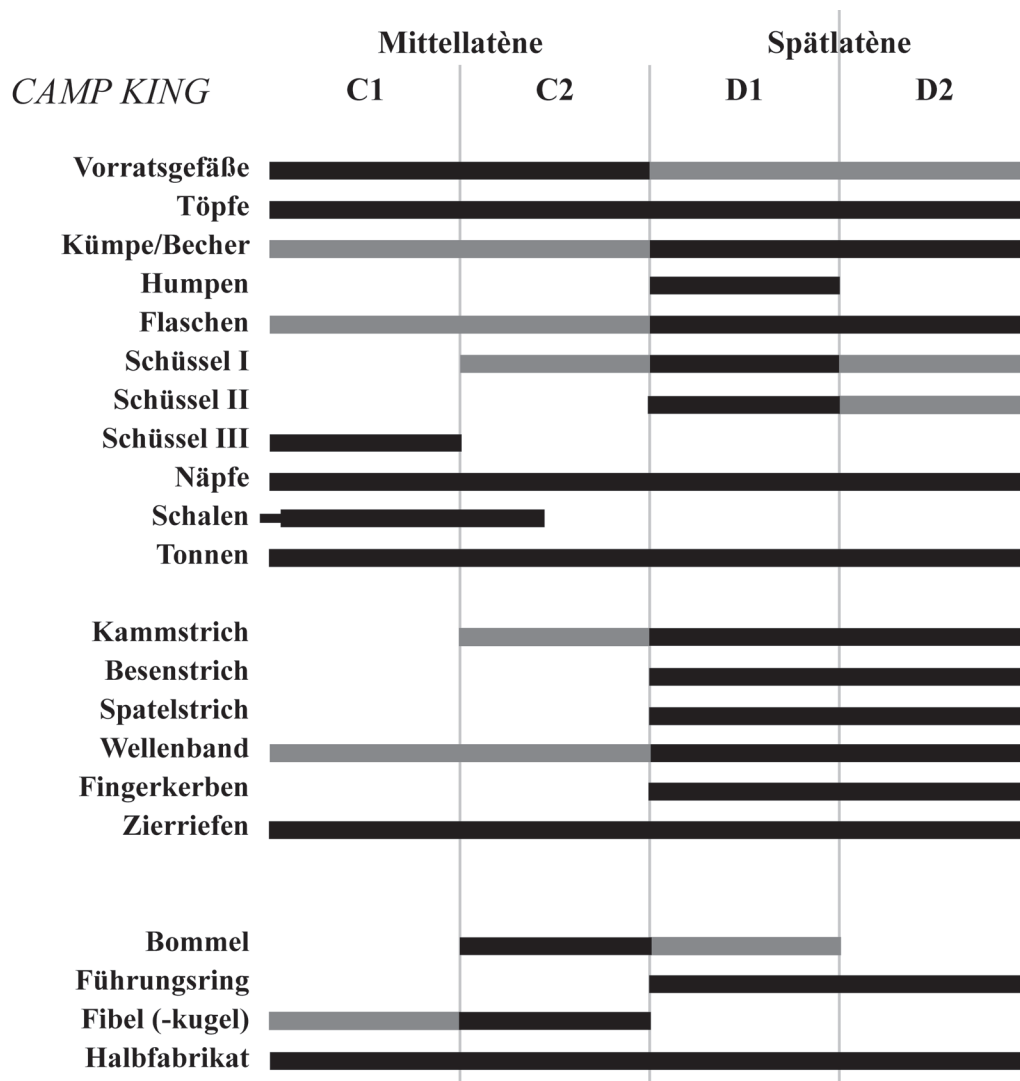 Mittellatène Spätlatène
CAMP KING C1 C2 D1 D2
Vorratsgefäße
Töpfe
Kümpe/Becher
Humpen
Flaschen
Schüssel I
Schüssel II
Schüssel III
Näpfe
Schalen
Tonnen
Kammstrich
Besenstrich
Spatelstrich
Wellenband
Fingerkerben
Zierriefen
Bommel
Führungsring
Fibel (-kugel)
Halbfabrikat